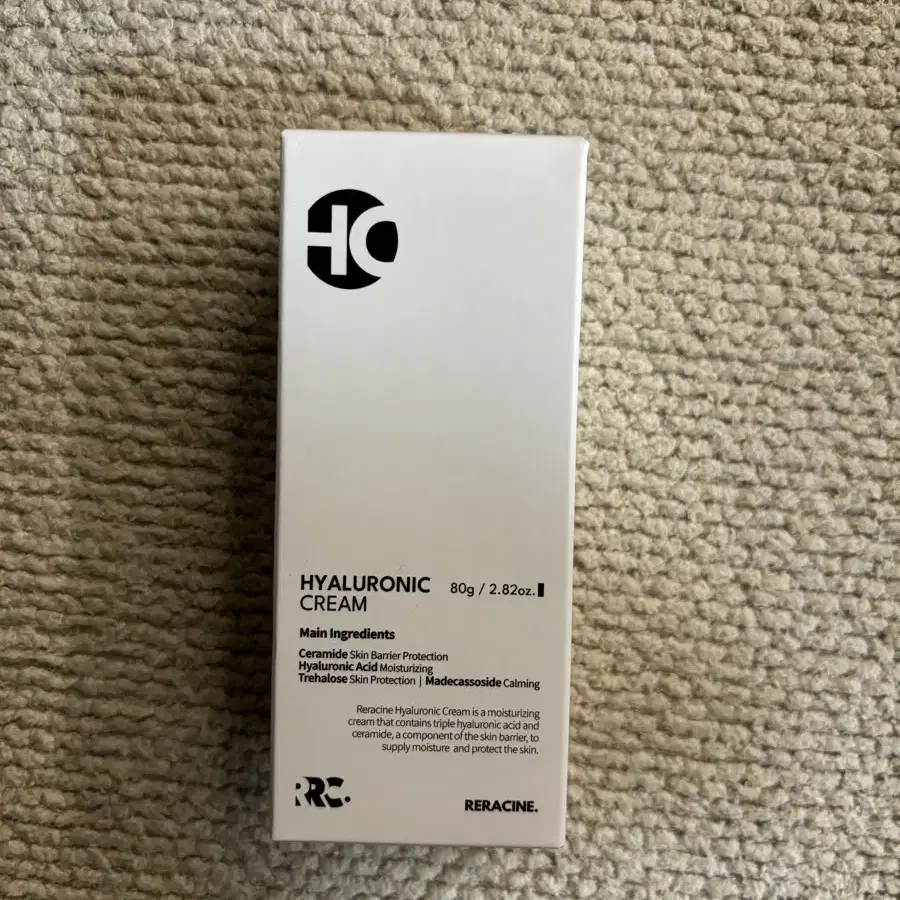 HC
HYALURONIC
CREAM
80g / 2.82oz.
Main Ingredients
Ceramide Skin Barrier Protection
Hyaluronic Acid Moisturizing
Trehalose Skin Protection | Madecassoside Calming
Reracine Hyaluronic Cream is a moisturizing
cream that contains triple hyaluronic acid and
ceramide, a component of the skin barrier, to
supply moisture and protect the skin.
RRC.
RERACINE.